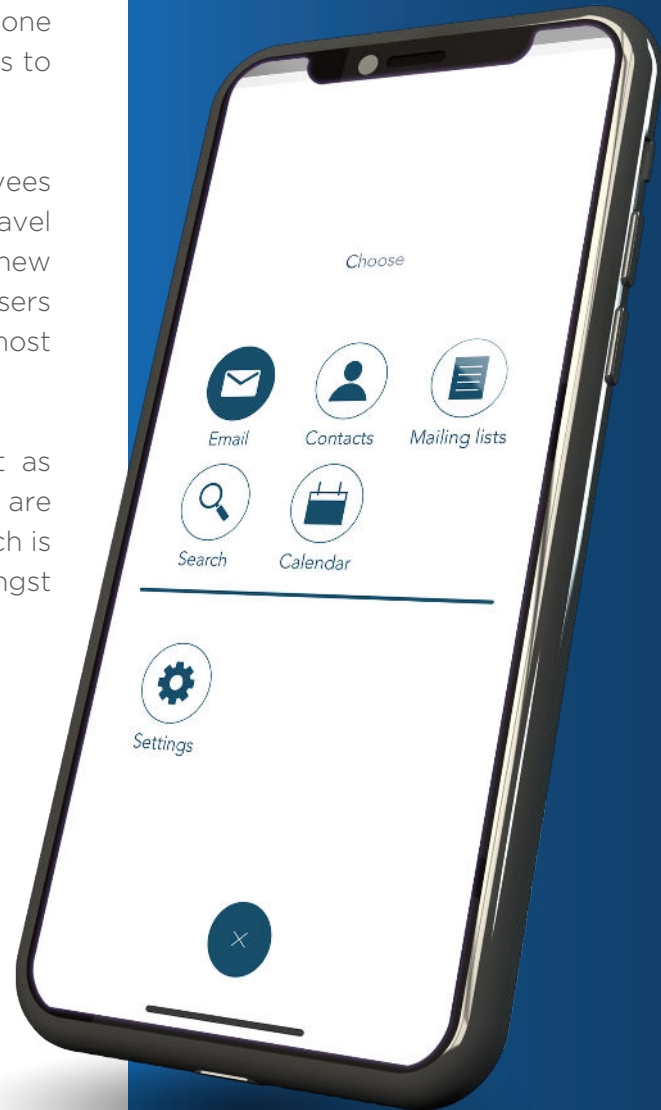 one
s to
yees
avel
new
sers
nost
t as
are
ch is
ngst
Choose
Email Contacts Mailing lists
Search Calendar
Settings